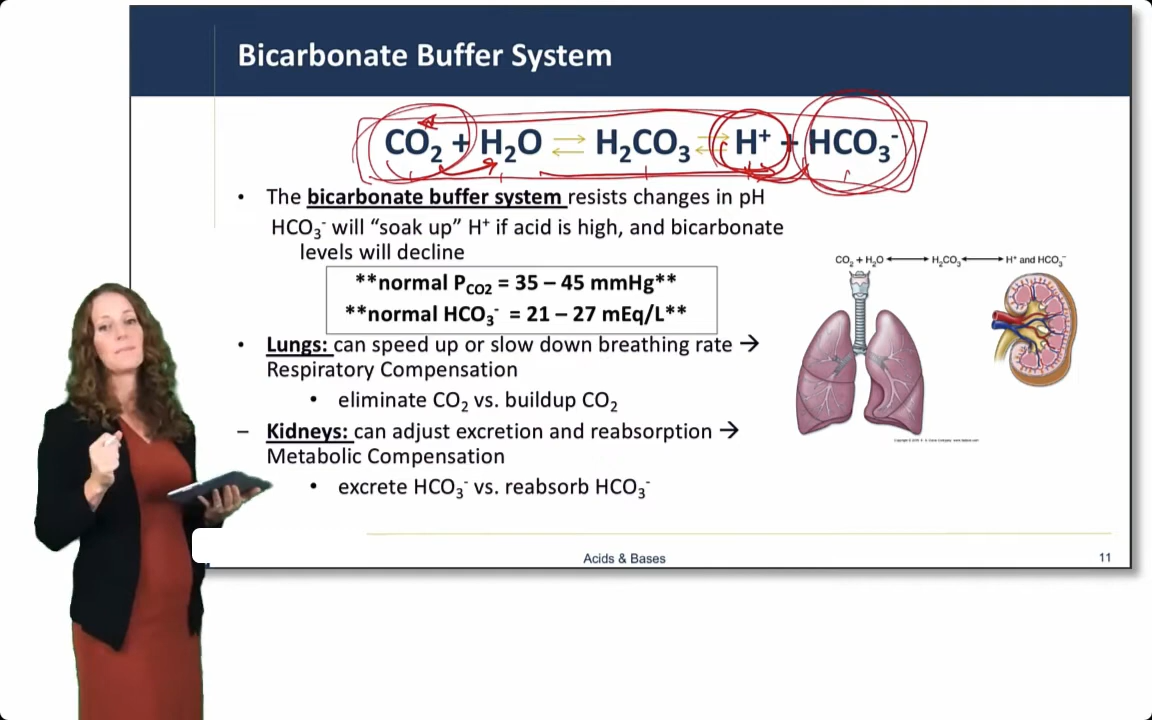 Bicarbonate Buffer System
CO₂ + H₂O ⇌ H₂CO₃ ⇌ H⁺ + HCO₃⁻
• The bicarbonate buffer system resists changes in pH
HCO₃⁻ will “soak up” H⁺ if acid is high, and bicarbonate
levels will decline
**normal P_CO2 = 35 – 45 mmHg**
**normal HCO₃⁻ = 21 – 27 mEq/L**
• Lungs: can speed up or slow down breathing rate →
Respiratory Compensation
• eliminate CO₂ vs. buildup CO₂
– Kidneys: can adjust excretion and reabsorption →
Metabolic Compensation
• excrete HCO₃⁻ vs. reabsorb HCO₃⁻
CO₂ + H₂O ⟷ H₂CO₃ ⟷ H⁺ and HCO₃⁻
Acids & Bases
11